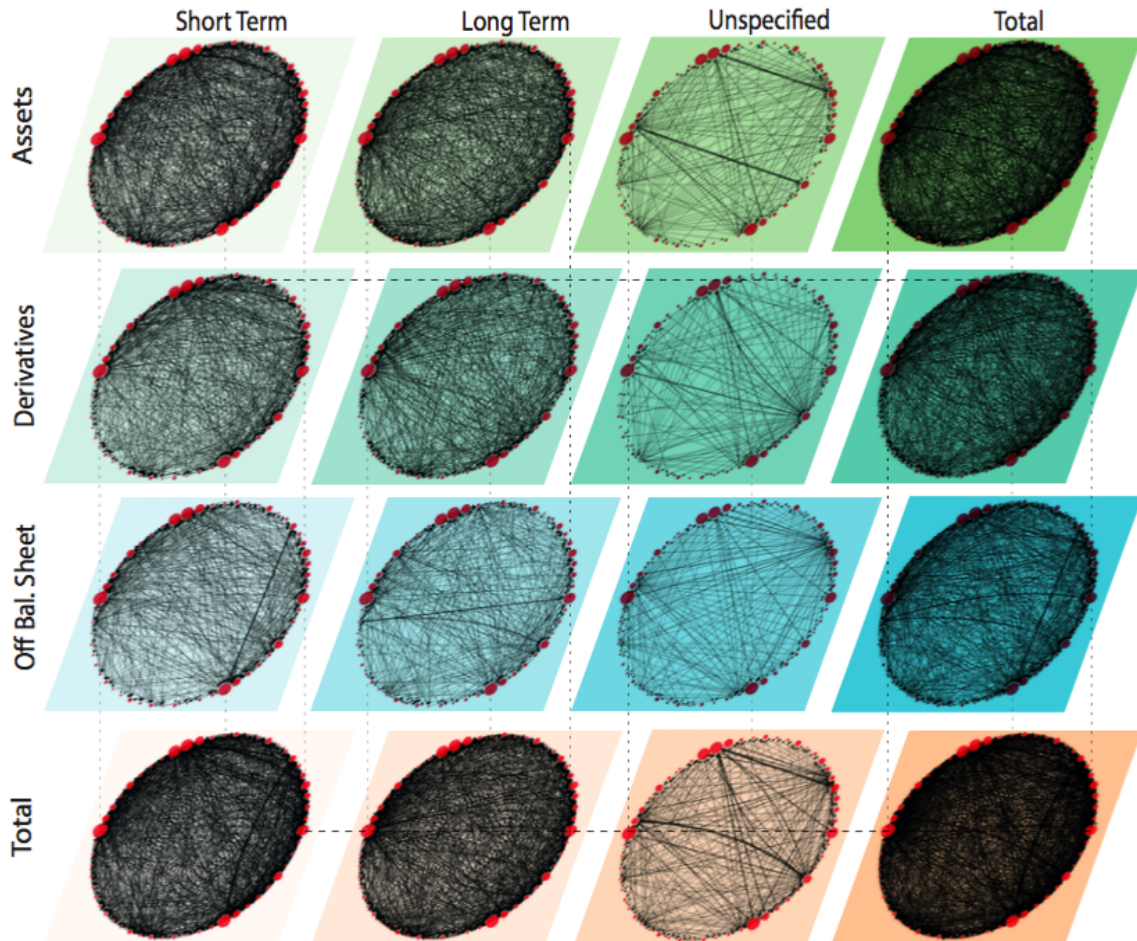 Short Term Long Term Unspecified Total
Assets
Derivatives
Off Bal. Sheet
Total